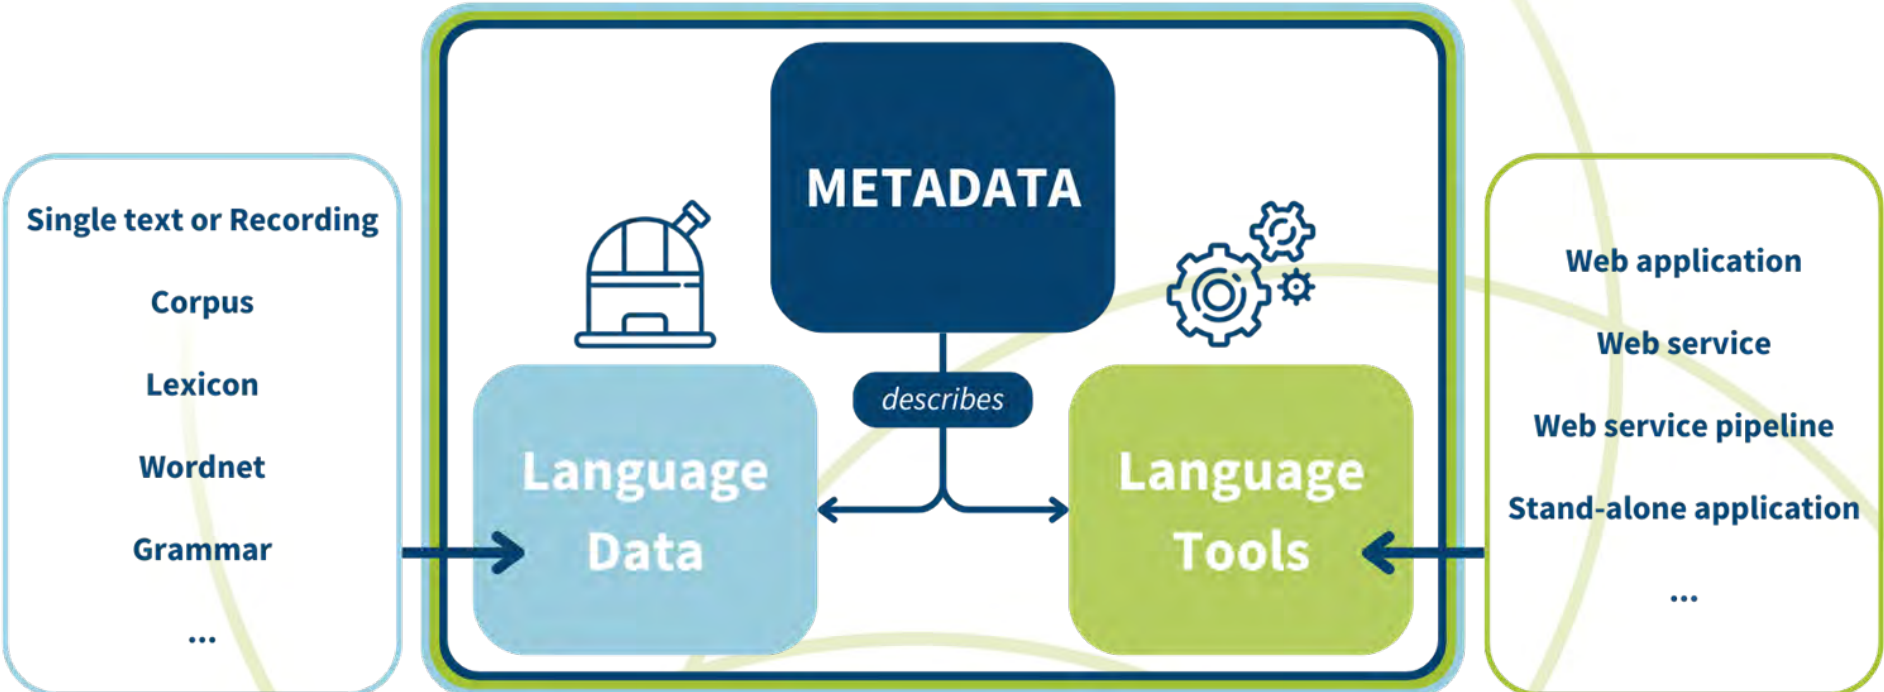 Single text or Recording
Corpus
Lexicon
Wordnet
Grammar
...
METADATA
describes
Language
Data
Language
Tools
Web application
Web service
Web service pipeline
Stand-alone application
...